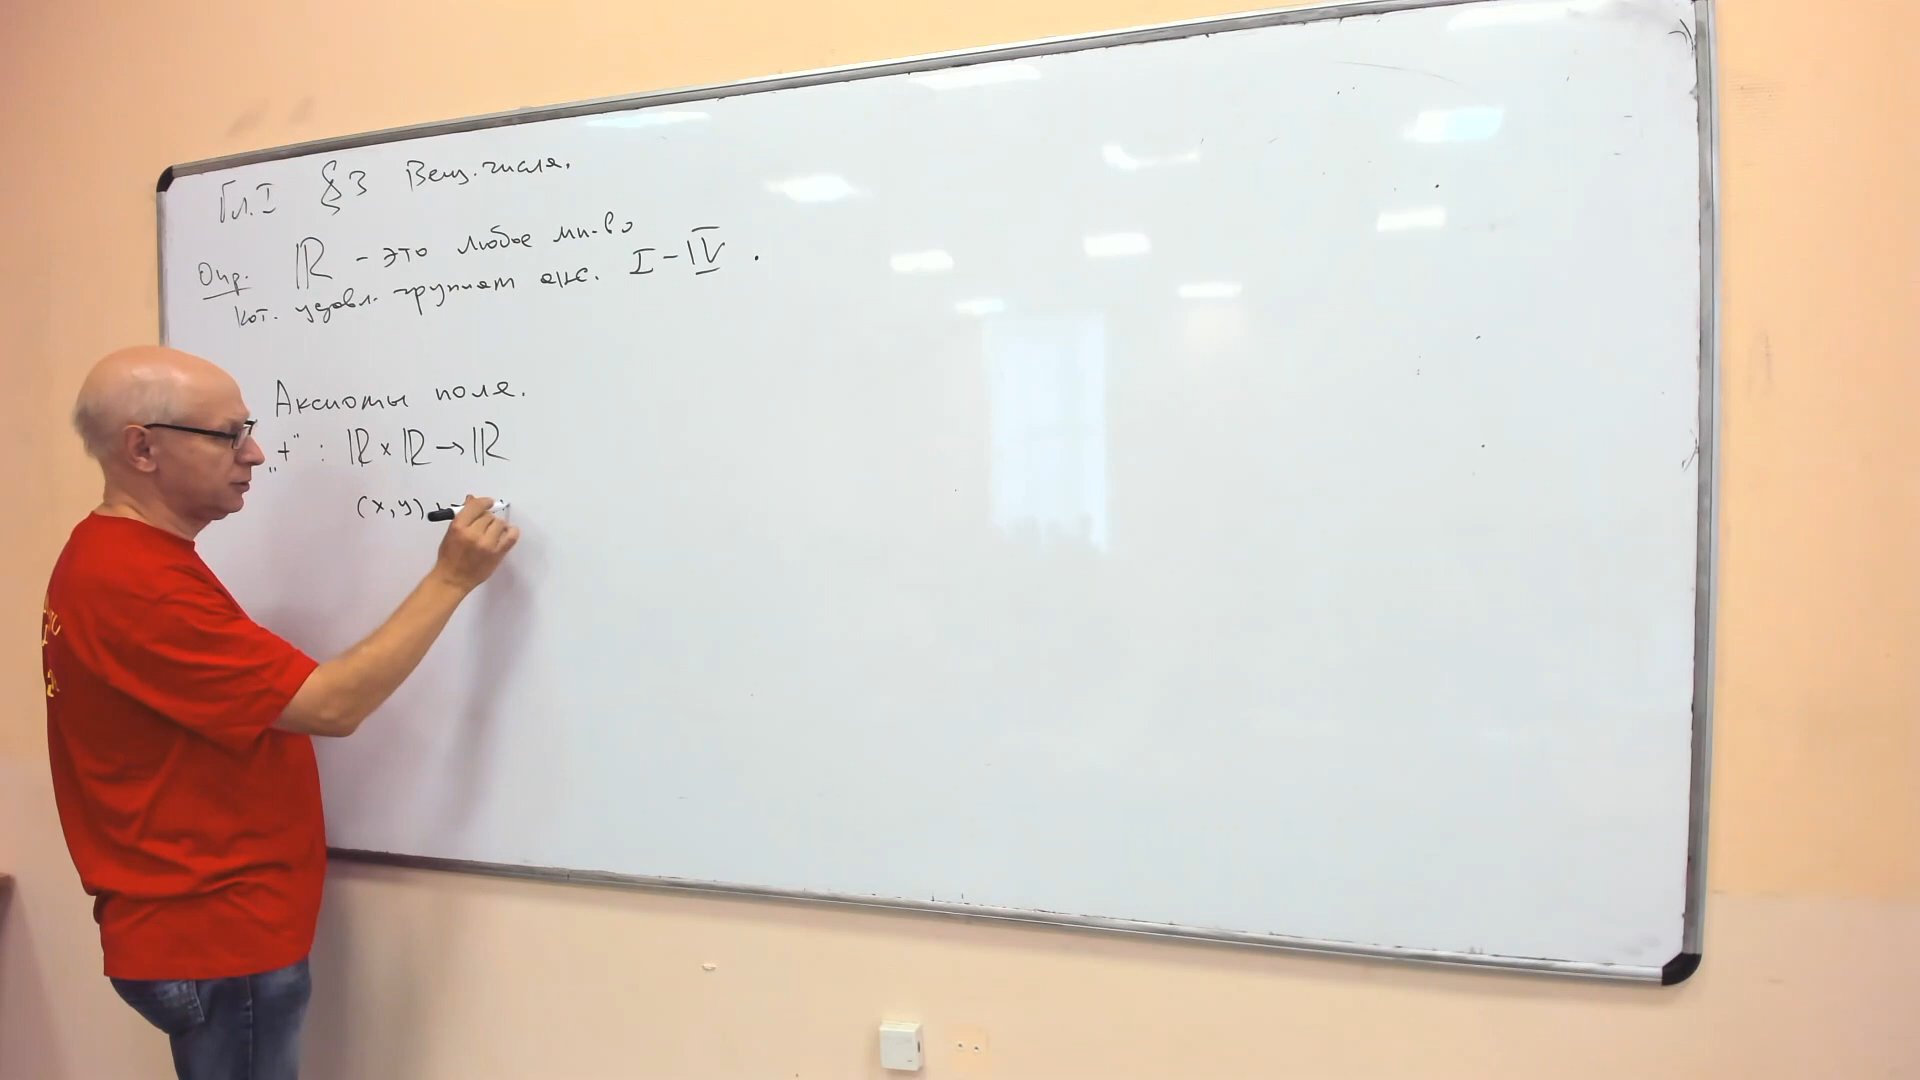 Гл. I § 3 Вещ. числа.
Опр. ℝ – это любое мн-во
кот. удовл. группам акс. I – IV.
Аксиомы поля.
„+“ : ℝ × ℝ → ℝ
(x, y)